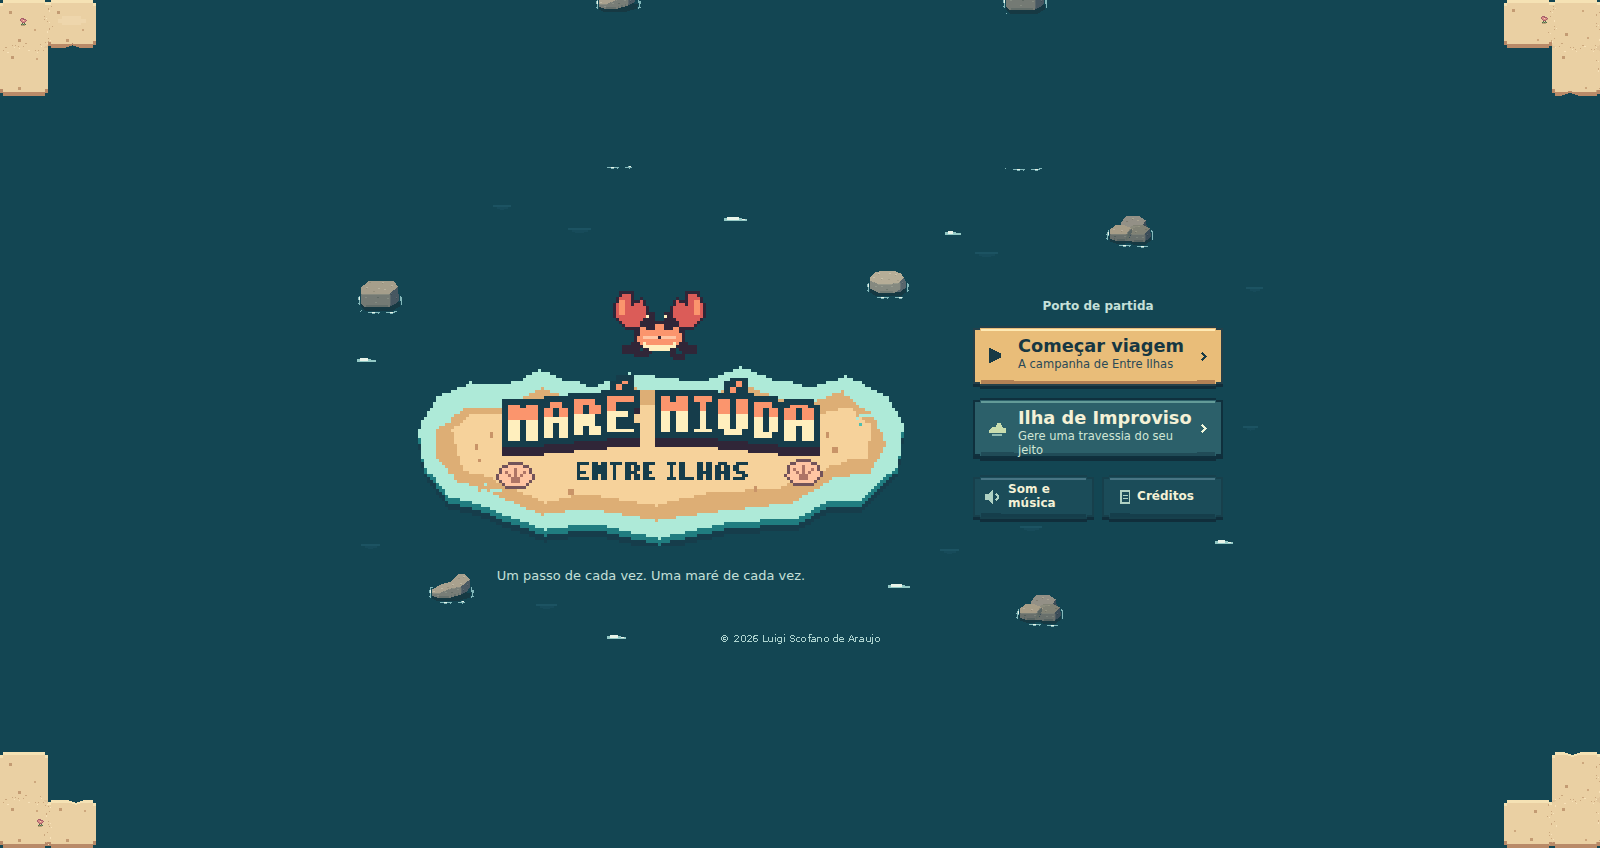 MARÉ MIÚDA
ENTRE ILHAS
Um passo de cada vez. Uma maré de cada vez.
Porto de partida
Começar viagem
A campanha de Entre Ilhas
Ilha de Improviso
Gere uma travessia do seu
jeito
Som e
música
Créditos
© 2026 Luigi Scofano de Araujo